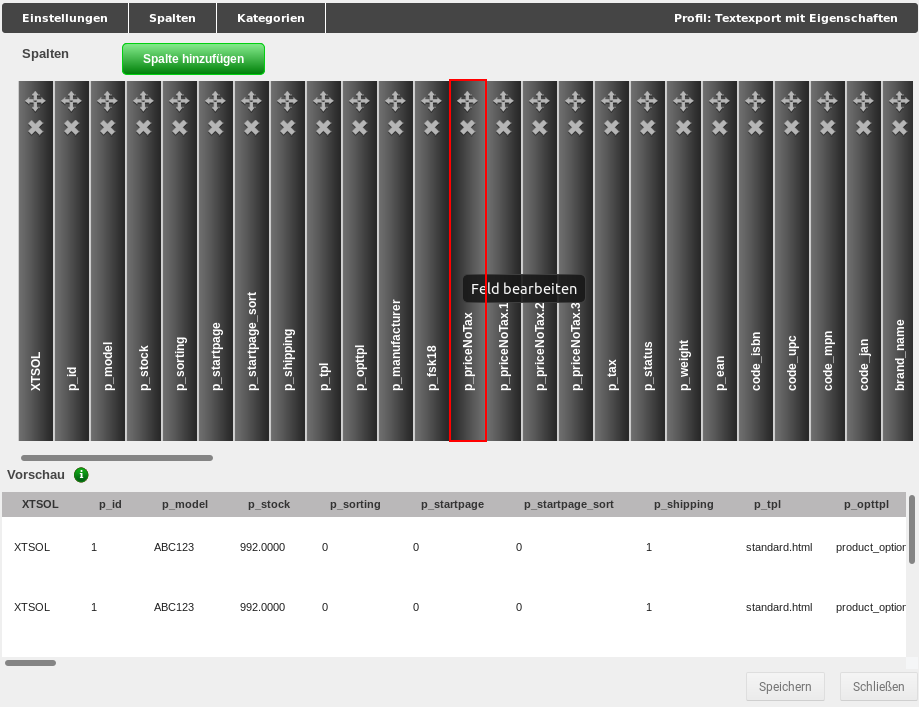 Einstellungen Spalten Kategorien Profil: Textexport mit Eigenschaften
Spalten Spalte hinzufügen
XTSOL
p_id
p_model
p_stock
p_sorting
p_startpage
p_startpage_sort
p_shipping
p_tpl
p_opttpl
p_manufacturer
p_fsk18
p_priceNoTax
p_priceNoTax.1
p_priceNoTax.2
p_priceNoTax.3
p_tax
p_status
p_weight
p_ean
code_isbn
code_upc
code_mpn
code_jan
brand_name
Feld bearbeiten
Vorschau
XTSOL p_id p_model p_stock p_sorting p_startpage p_startpage_sort p_shipping p_tpl p_opttpl
XTSOL 1 ABC123 992.0000 0 0 0 1 standard.html product_option
XTSOL 1 ABC123 992.0000 0 0 0 1 standard.html product_option
Speichern Schließen